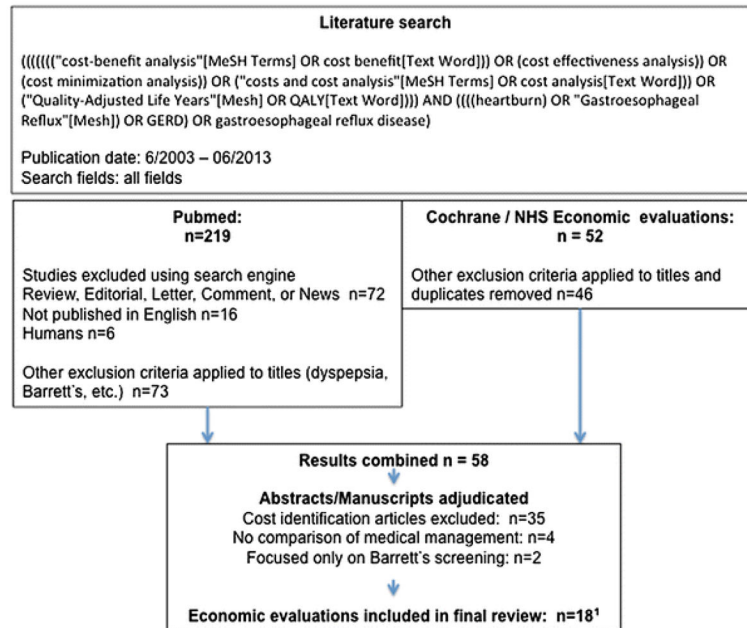 Literature search
((((((("cost-benefit analysis"[MeSH Terms] OR cost benefit[Text Word])) OR (cost effectiveness analysis)) OR
(cost minimization analysis)) OR ("costs and cost analysis"[MeSH Terms] OR cost analysis[Text Word])) OR
("Quality-Adjusted Life Years"[Mesh] OR QALY[Text Word]))) AND ((((heartburn) OR "Gastroesophageal
Reflux"[Mesh]) OR GERD) OR gastroesophageal reflux disease)
Publication date: 6/2003 – 06/2013
Search fields: all fields
Pubmed:
n=219
Studies excluded using search engine
Review, Editorial, Letter, Comment, or News n=72
Not published in English n=16
Humans n=6
Other exclusion criteria applied to titles (dyspepsia,
Barrett's, etc.) n=73
Cochrane / NHS Economic evaluations:
n = 52
Other exclusion criteria applied to titles and
duplicates removed n=46
Results combined n = 58
Abstracts/Manuscripts adjudicated
Cost identification articles excluded: n=35
No comparison of medical management: n=4
Focused only on Barrett's screening: n=2
Economic evaluations included in final review: n=18¹